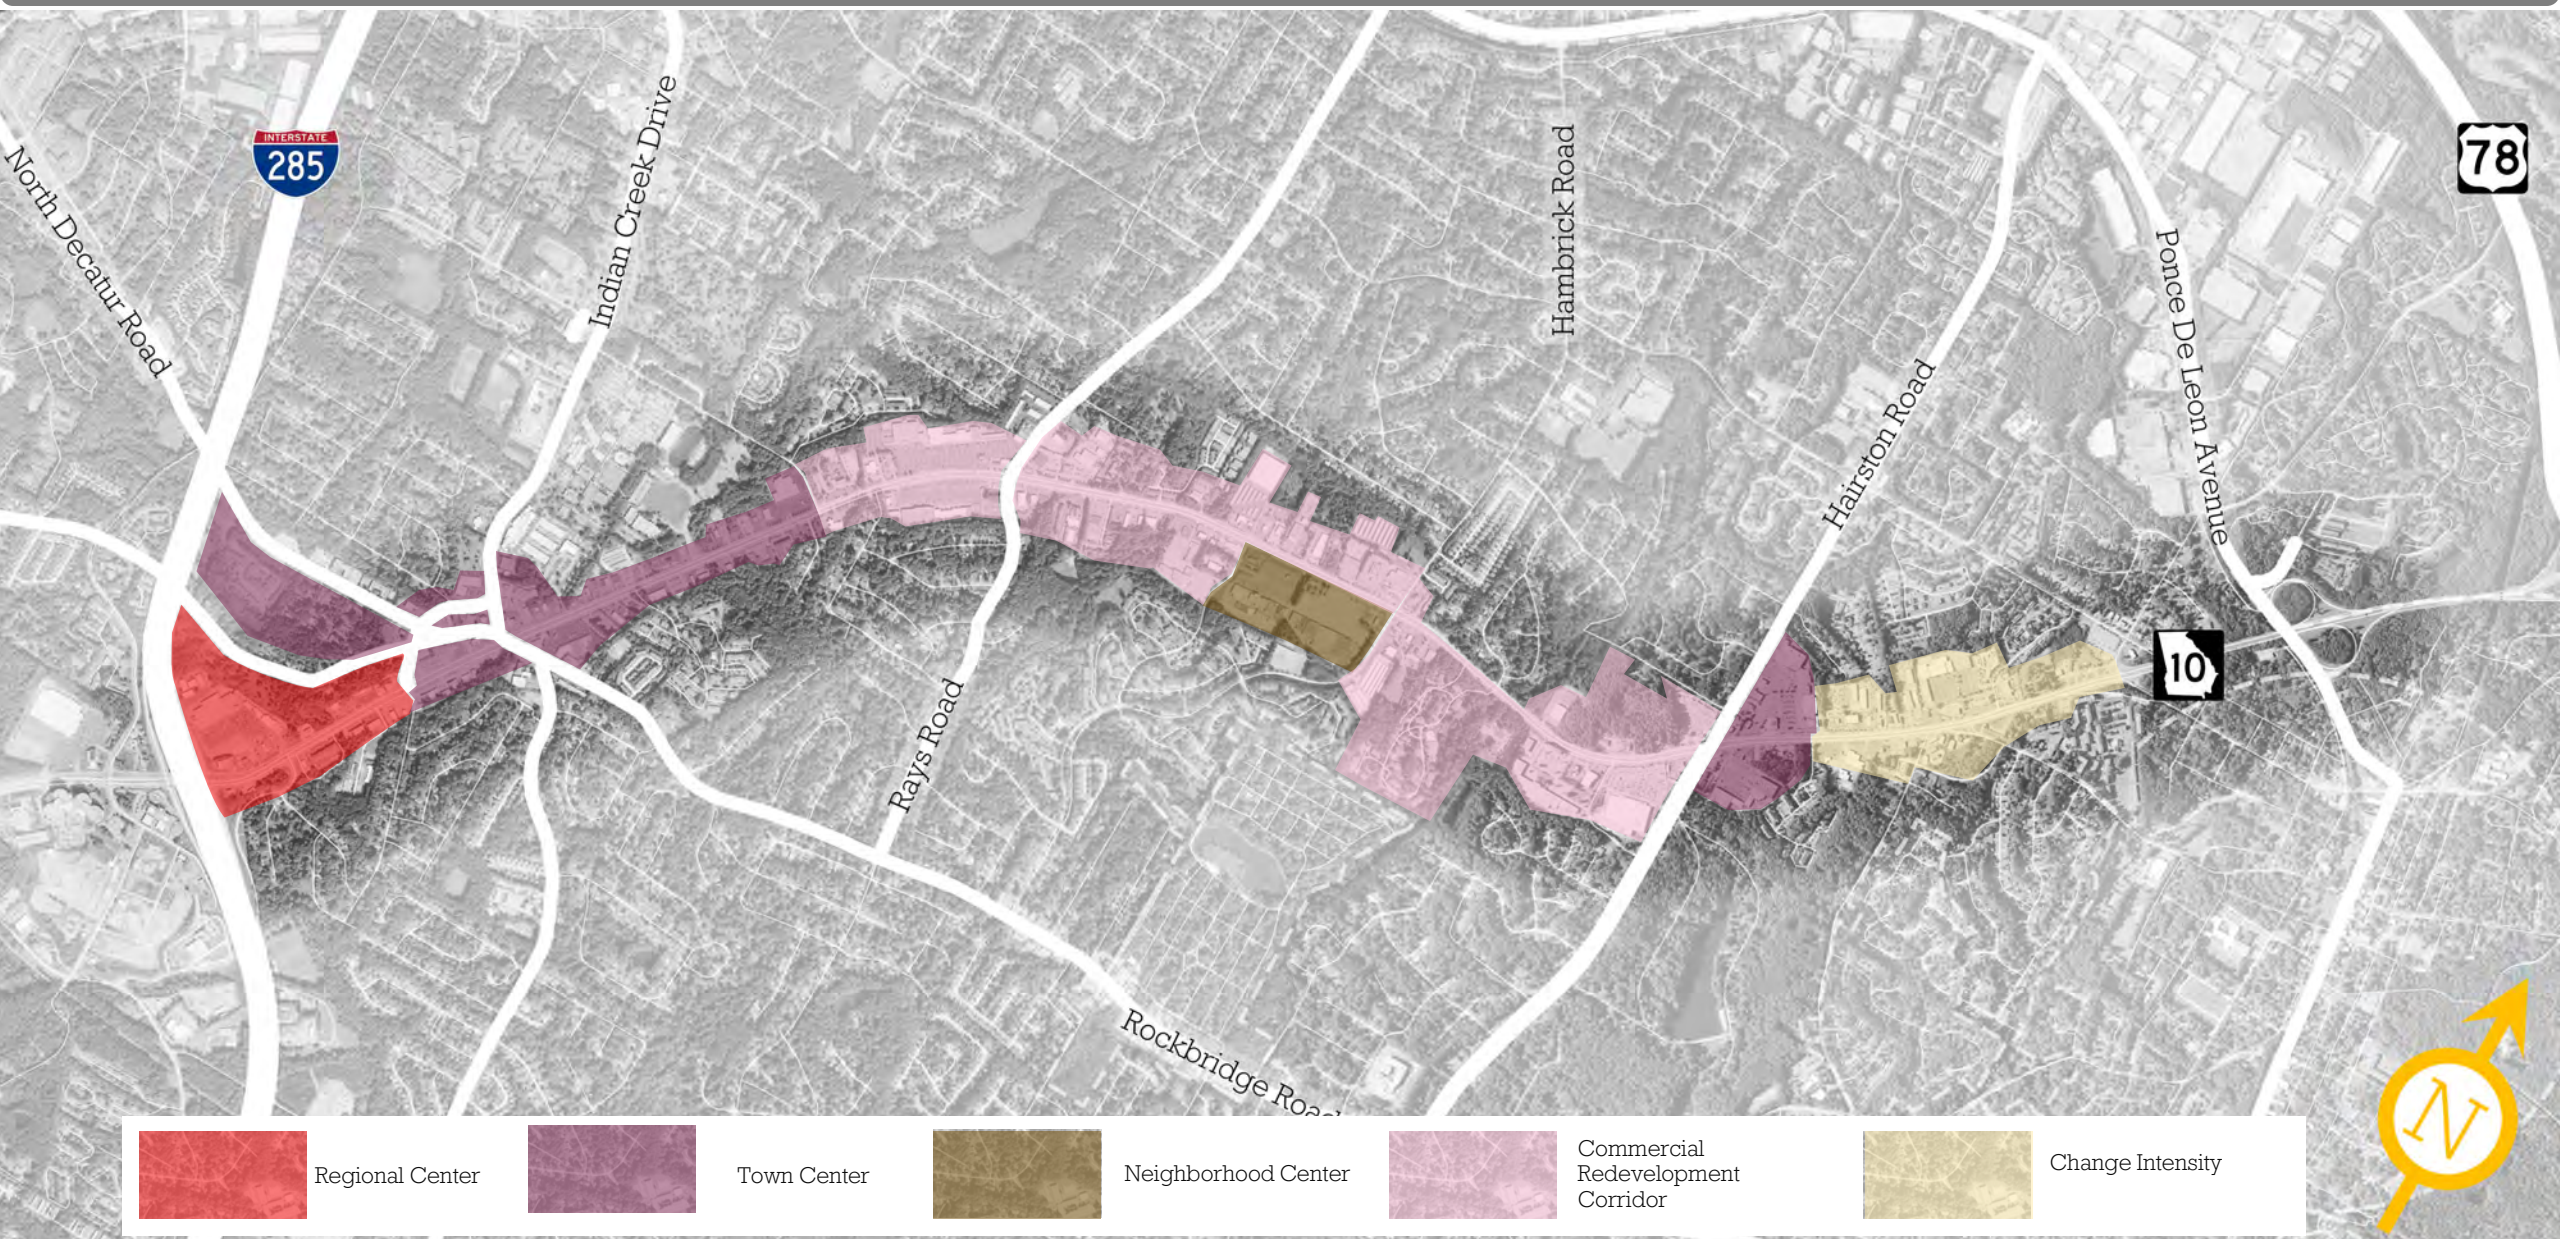 INTERSTATE
285
78
North Decatur Road
Indian Creek Drive
Hambrick Road
Ponce De Leon Avenue
Hairston Road
10
Rays Road
Rockbridge Road
N
Regional Center
Town Center
Neighborhood Center
Commercial
Redevelopment
Corridor
Change Intensity